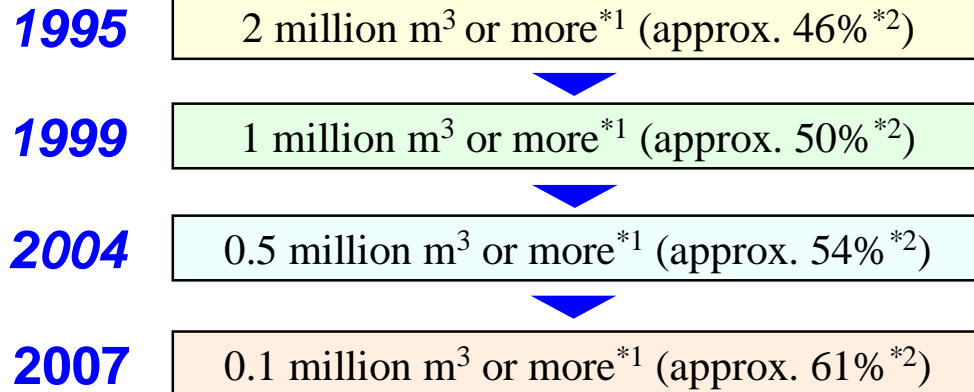 1995 2 million m³ or more*1 (approx. 46%*2)
1999 1 million m³ or more*1 (approx. 50%*2)
2004 0.5 million m³ or more*1 (approx. 54%*2)
2007 0.1 million m³ or more*1 (approx. 61%*2)